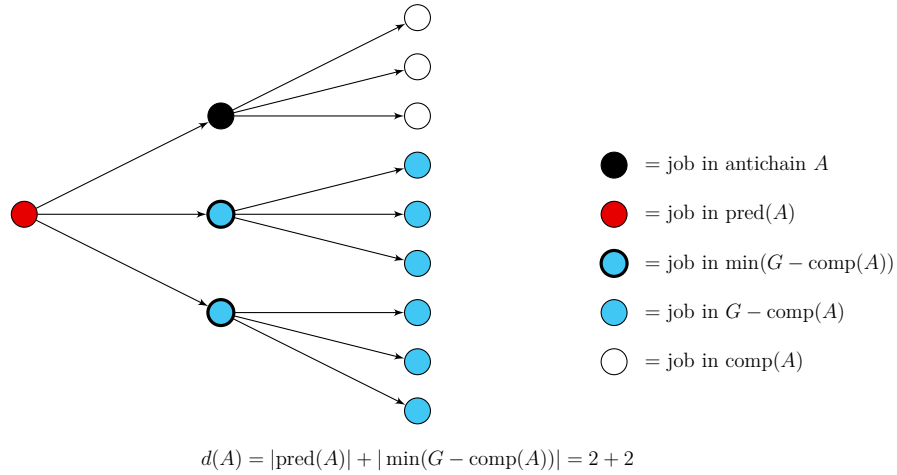 = job in antichain A
= job in pred(A)
= job in min(G − comp(A))
= job in G − comp(A)
= job in comp(A)
d(A) = |pred(A)| + | min(G − comp(A))| = 2 + 2